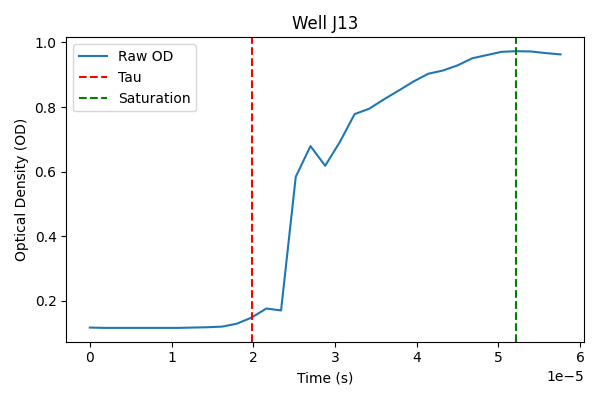 Well J13
Raw OD
Tau
Saturation
Optical Density (OD)
1.0
0.8
0.6
0.4
0.2
0 1 2 3 4 5 6
1e−5
Time (s)